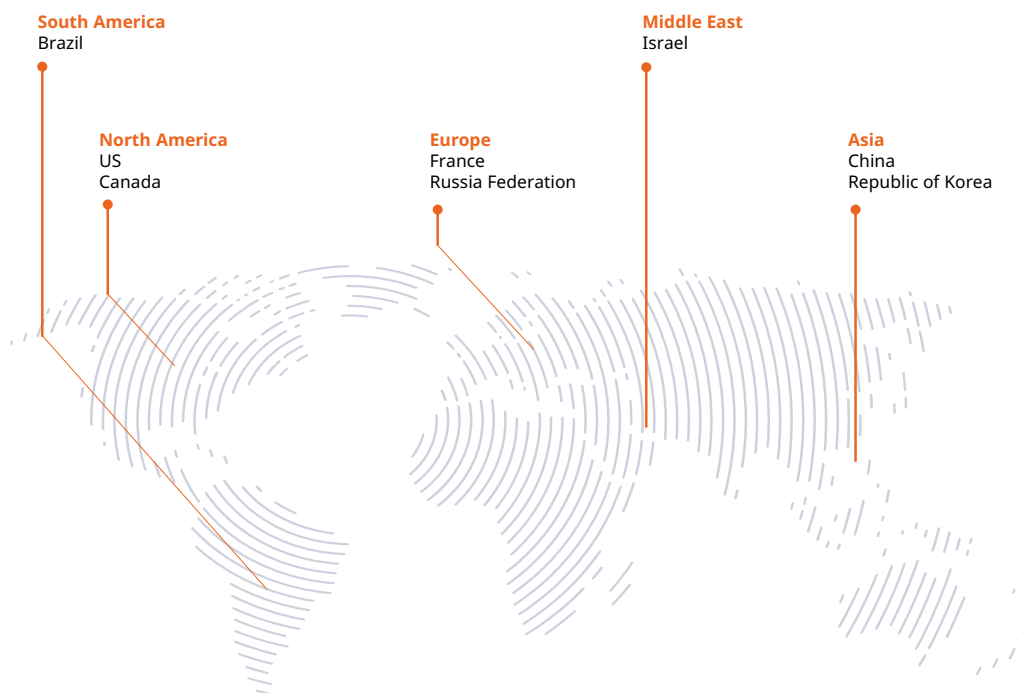 South America
Brazil
Middle East
Israel
North America
US
Canada
Europe
France
Russia Federation
Asia
China
Republic of Korea